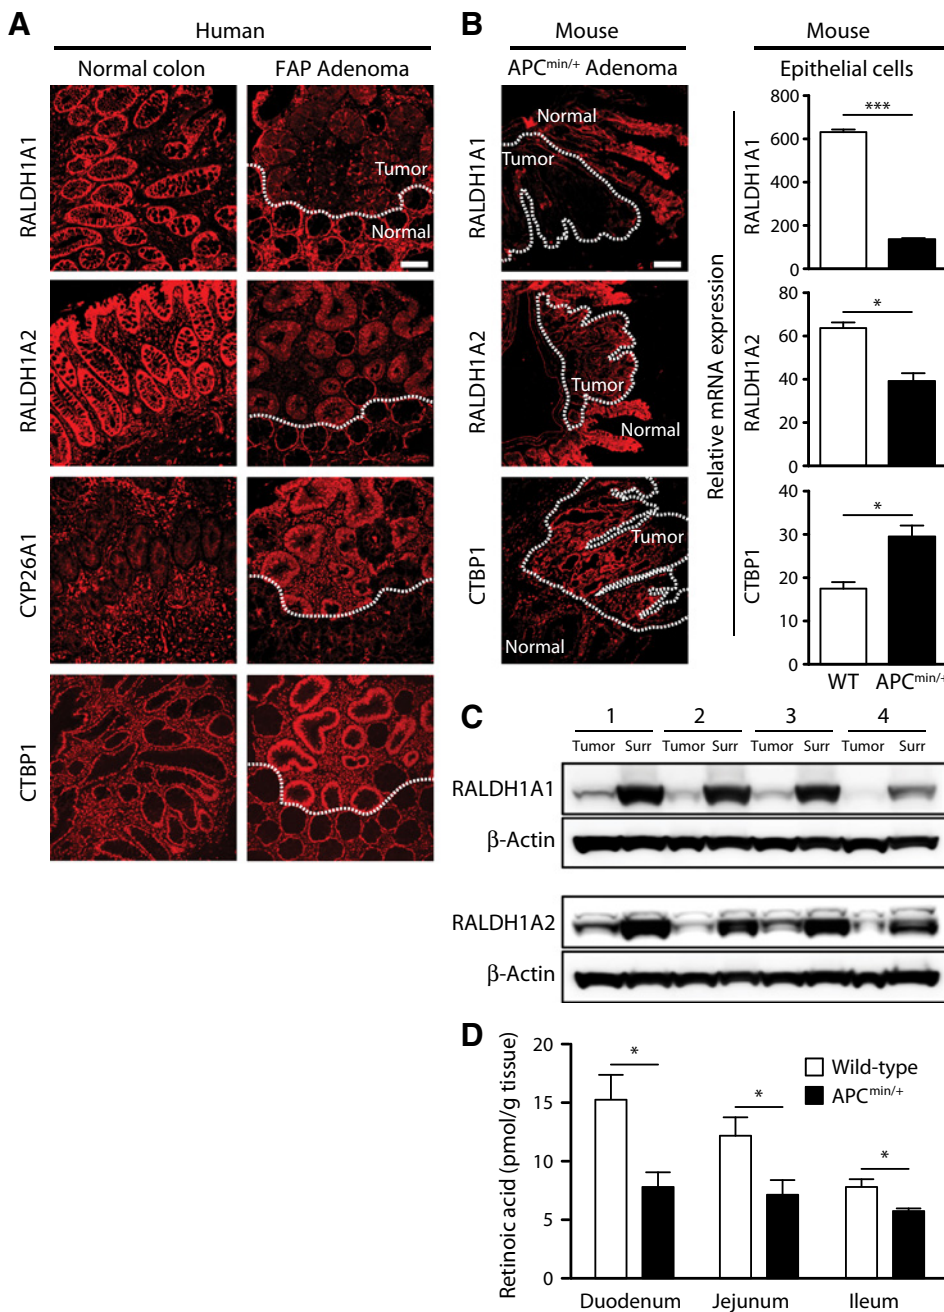 A
Human
Normal colon
FAP Adenoma
RALDH1A1
Tumor
Normal
RALDH1A2
CYP26A1
CTBP1
B
Mouse
APCmin/+ Adenoma
RALDH1A1
Normal
Tumor
RALDH1A2
Tumor
Normal
CTBP1
Tumor
Normal
Mouse
Epithelial cells
Relative mRNA expression
RALDH1A1
800
600
400
200
0
***
RALDH1A2
80
60
40
20
0
*
CTBP1
40
30
20
10
0
*
WT APCmin/+
C
1 2 3 4
Tumor Surr Tumor Surr Tumor Surr Tumor Surr
RALDH1A1
β-Actin
RALDH1A2
β-Actin
D
Retinoic acid (pmol/g tissue)
20
15
10
5
0
* * *
Wild-type
APCmin/+
Duodenum Jejunum Ileum